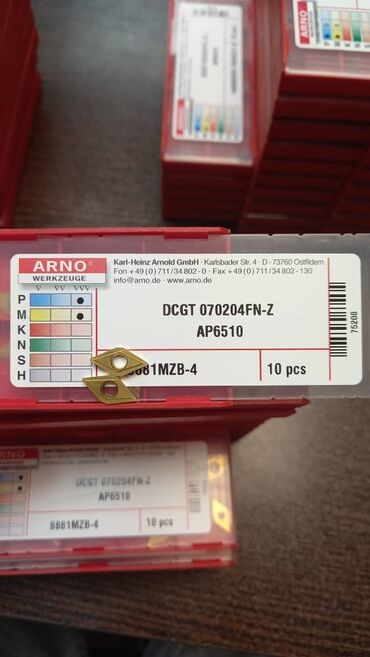 ARNO
ARNO®
WERKZEUGE
Karl-Heinz Arnold GmbH · Karlsbader Str. 4 · D - 73760 Ostfildern
Fon + 49 (0) 711/34 802 - 0 · Fax + 49 (0) 711/34 802 - 130
info@arno.de · www.arno.de
P
M
K
N
S
H
DCGT 070204FN-Z
AP6510
8881MZB-4
10 pcs
75208
DCGT 070204FN-Z
AP6510
8881MZB-4
10 pcs